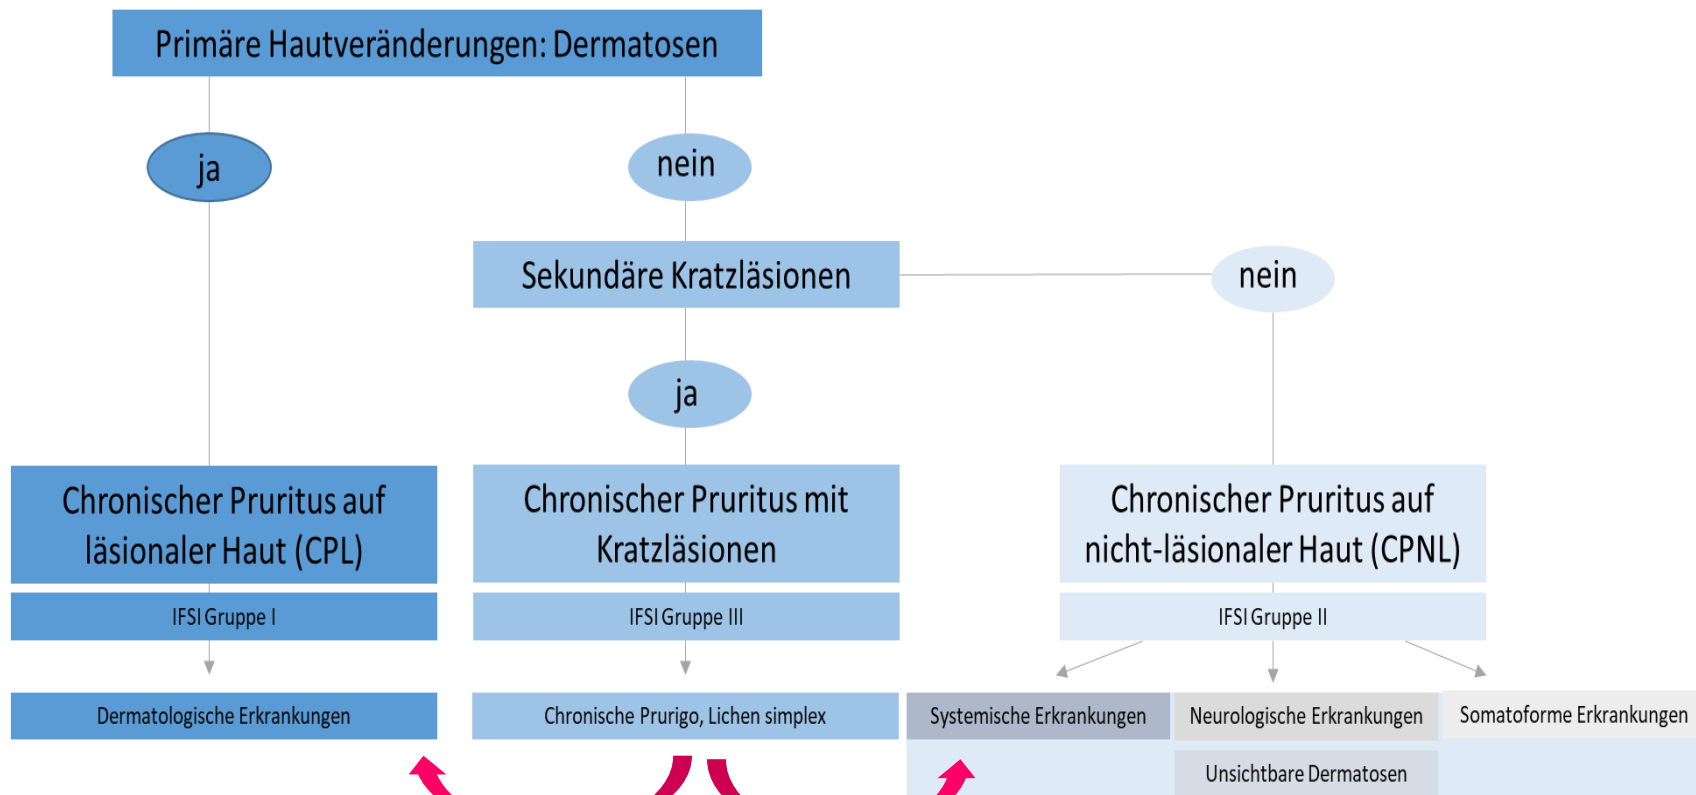 Primäre Hautveränderungen: Dermatosen
ja
nein
Sekundäre Kratzläsionen
nein
ja
Chronischer Pruritus auf
läsionaler Haut (CPL)
Chronischer Pruritus mit
Kratzläsionen
Chronischer Pruritus auf
nicht-läsionaler Haut (CPNL)
IFSI Gruppe I
IFSI Gruppe III
IFSI Gruppe II
Dermatologische Erkrankungen
Chronische Prurigo, Lichen simplex
Systemische Erkrankungen
Neurologische Erkrankungen
Somatoforme Erkrankungen
Unsichtbare Dermatosen